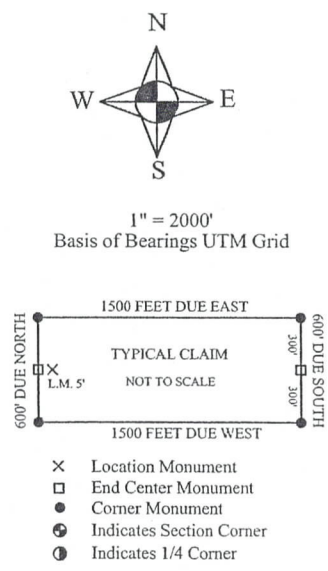 N
W E
S
1" = 2000'
Basis of Bearings UTM Grid
1500 FEET DUE EAST
600' DUE NORTH
TYPICAL CLAIM
NOT TO SCALE
L.M. 5'
300'
300'
600' DUE SOUTH
1500 FEET DUE WEST
Location Monument
End Center Monument
Corner Monument
Indicates Section Corner
Indicates 1/4 Corner